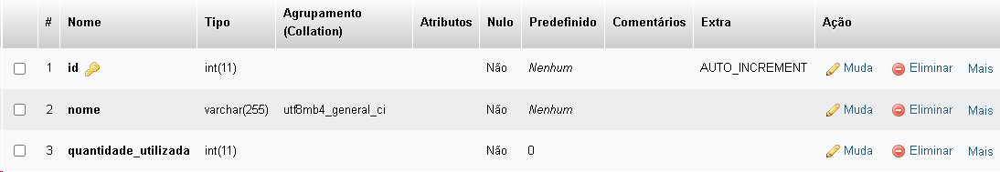 # Nome Tipo Agrupamento (Collation) Atributos Nulo Predefinido Comentários Extra Ação
1 id int(11) Não Nenhum AUTO_INCREMENT Muda Eliminar Mais
2 nome varchar(255) utf8mb4_general_ci Não Nenhum Muda Eliminar Mais
3 quantidade_utilizada int(11) Não 0 Muda Eliminar Mais